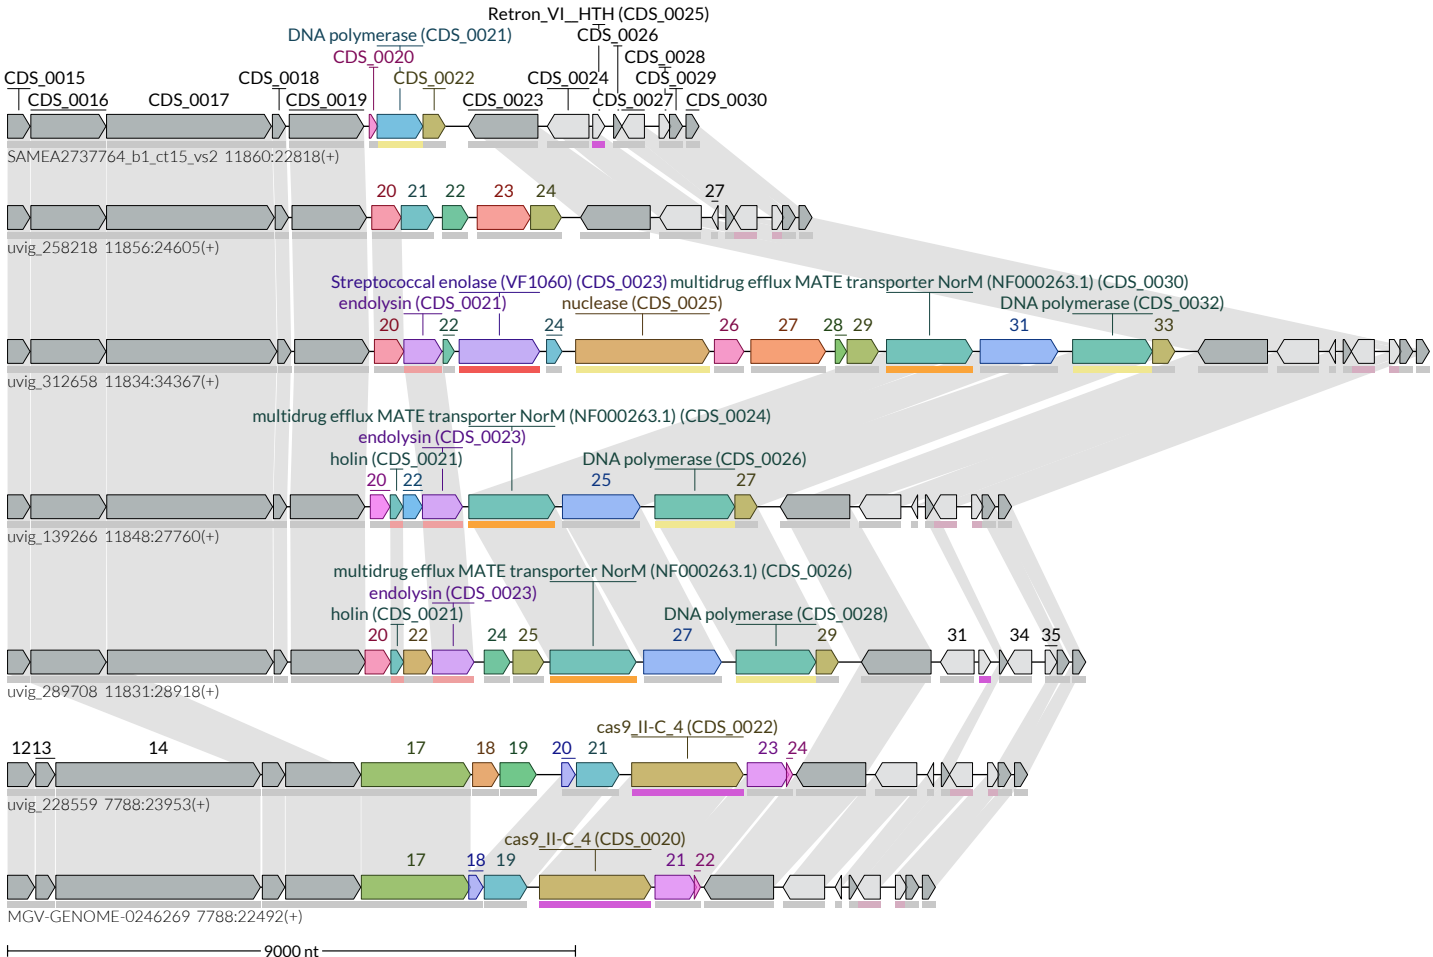 Retron_VI__HTH (CDS_0025)
DNA polymerase (CDS_0021) CDS_0026
CDS_0020 CDS_0028
CDS_0015 CDS_0018 CDS_0022 CDS_0024 CDS_0029
CDS_0016 CDS_0017 CDS_0019 CDS_0023 CDS_0027 CDS_0030
SAMEA2737764_b1_ct15_vs2 11860:22818(+)
20 21 22 23 24 27
uvig_258218 11856:24605(+)
Streptococcal enolase (VF1060) (CDS_0023) multidrug efflux MATE transporter NorM (NF000263.1) (CDS_0030)
endolysin (CDS_0021) nuclease (CDS_0025) DNA polymerase (CDS_0032)
20 22 24 26 27 28 29 31 33
uvig_312658 11834:34367(+)
multidrug efflux MATE transporter NorM (NF000263.1) (CDS_0024)
endolysin (CDS_0023)
holin (CDS_0021) DNA polymerase (CDS_0026)
20 22 25 27
uvig_139266 11848:27760(+)
multidrug efflux MATE transporter NorM (NF000263.1) (CDS_0026)
endolysin (CDS_0023)
holin (CDS_0021) DNA polymerase (CDS_0028)
20 22 24 25 27 29 31 34 35
uvig_289708 11831:28918(+)
cas9_II-C_4 (CDS_0022)
12 13 14 17 18 19 20 21 23 24
uvig_228559 7788:23953(+)
cas9_II-C_4 (CDS_0020)
17 18 19 21 22
MGV-GENOME-0246269 7788:22492(+)
9000 nt